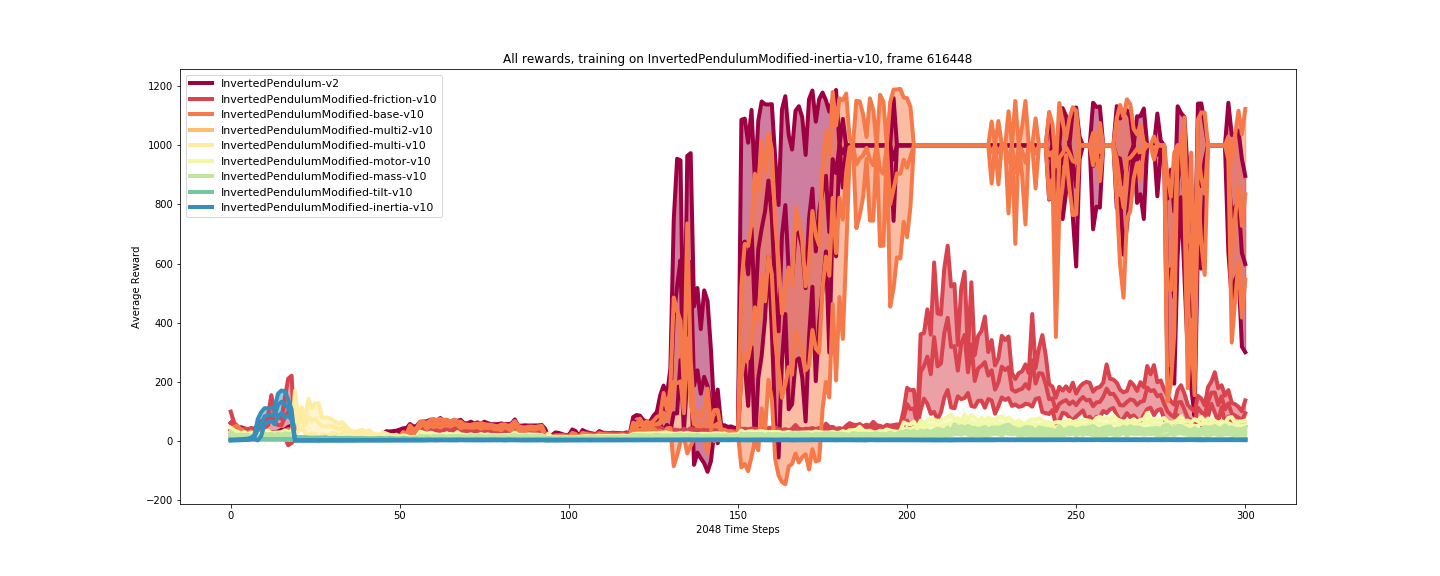 All rewards, training on InvertedPendulumModified-inertia-v10, frame 616448
InvertedPendulum-v2
InvertedPendulumModified-friction-v10
InvertedPendulumModified-base-v10
InvertedPendulumModified-multi2-v10
InvertedPendulumModified-multi-v10
InvertedPendulumModified-motor-v10
InvertedPendulumModified-mass-v10
InvertedPendulumModified-tilt-v10
InvertedPendulumModified-inertia-v10
Average Reward
1200
1000
800
600
400
200
0
−200
0 50 100 150 200 250 300
2048 Time Steps